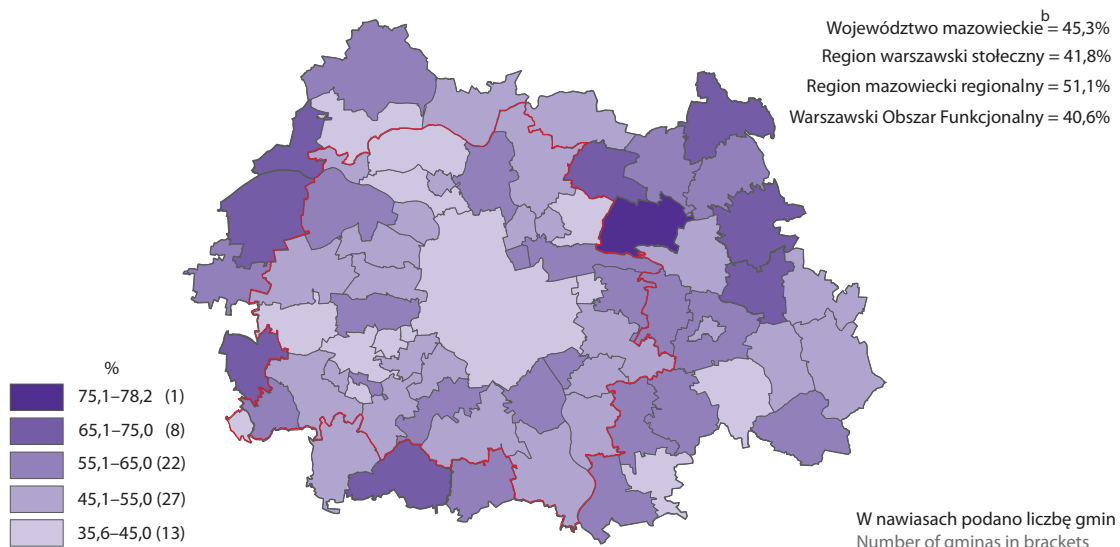 b
Województwo mazowieckie = 45,3%
Region warszawski stołeczny = 41,8%
Region mazowiecki regionalny = 51,1%
Warszawski Obszar Funkcjonalny = 40,6%
%
75,1–78,2 (1)
65,1–75,0 (8)
55,1–65,0 (22)
45,1–55,0 (27)
35,6–45,0 (13)
W nawiasach podano liczbę gmin
Number of gminas in brackets